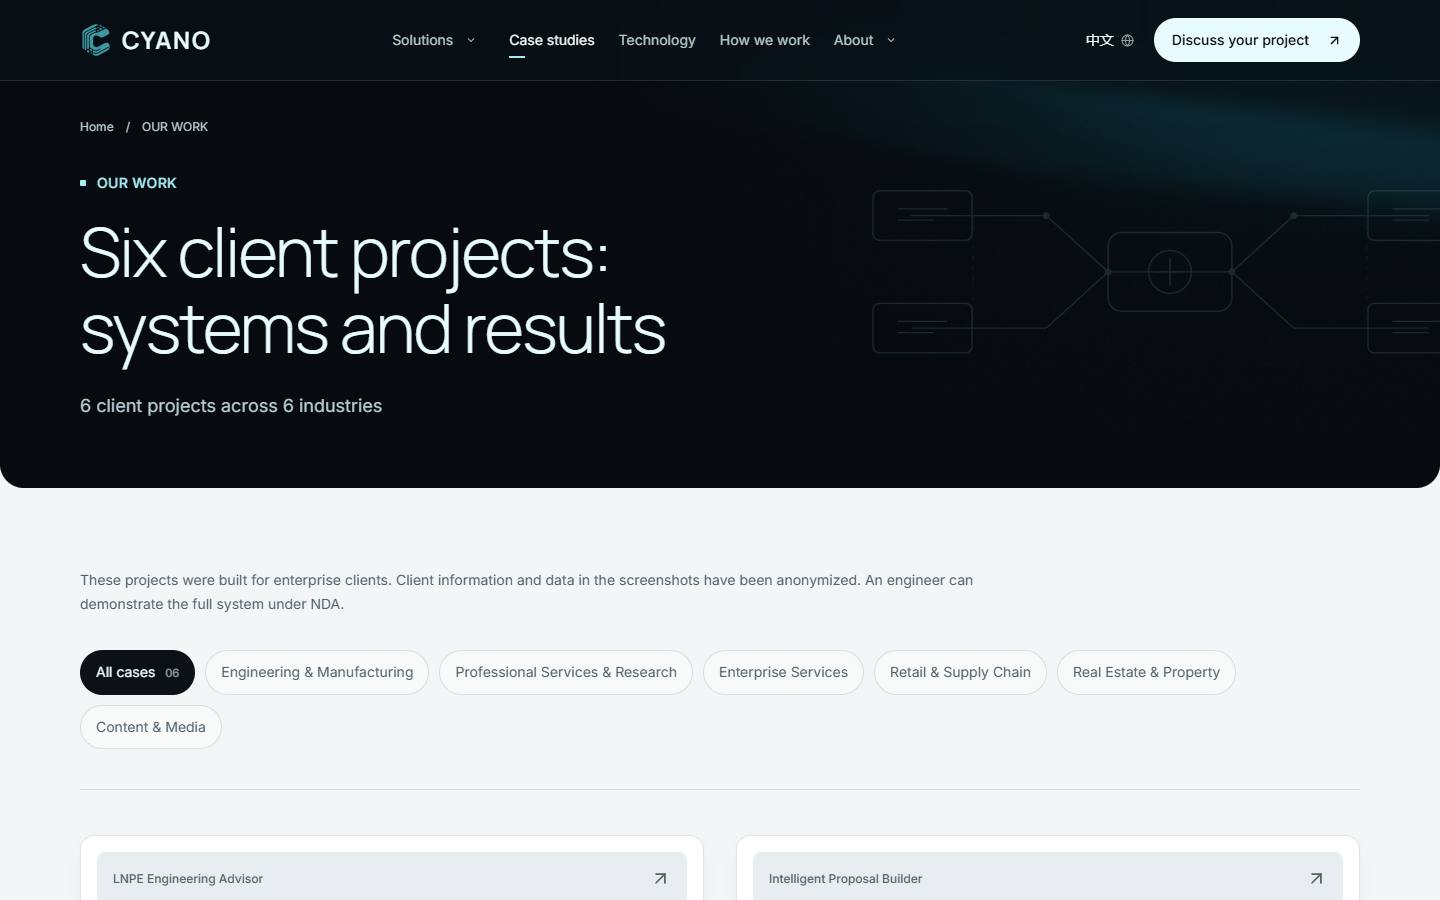 CYANO
Solutions
Case studies
Technology
How we work
About
中文
Discuss your project
Home / OUR WORK
OUR WORK
Six client projects:
systems and results
6 client projects across 6 industries
These projects were built for enterprise clients. Client information and data in the screenshots have been anonymized. An engineer can
demonstrate the full system under NDA.
All cases 06
Engineering & Manufacturing
Professional Services & Research
Enterprise Services
Retail & Supply Chain
Real Estate & Property
Content & Media
LNPE Engineering Advisor
Intelligent Proposal Builder